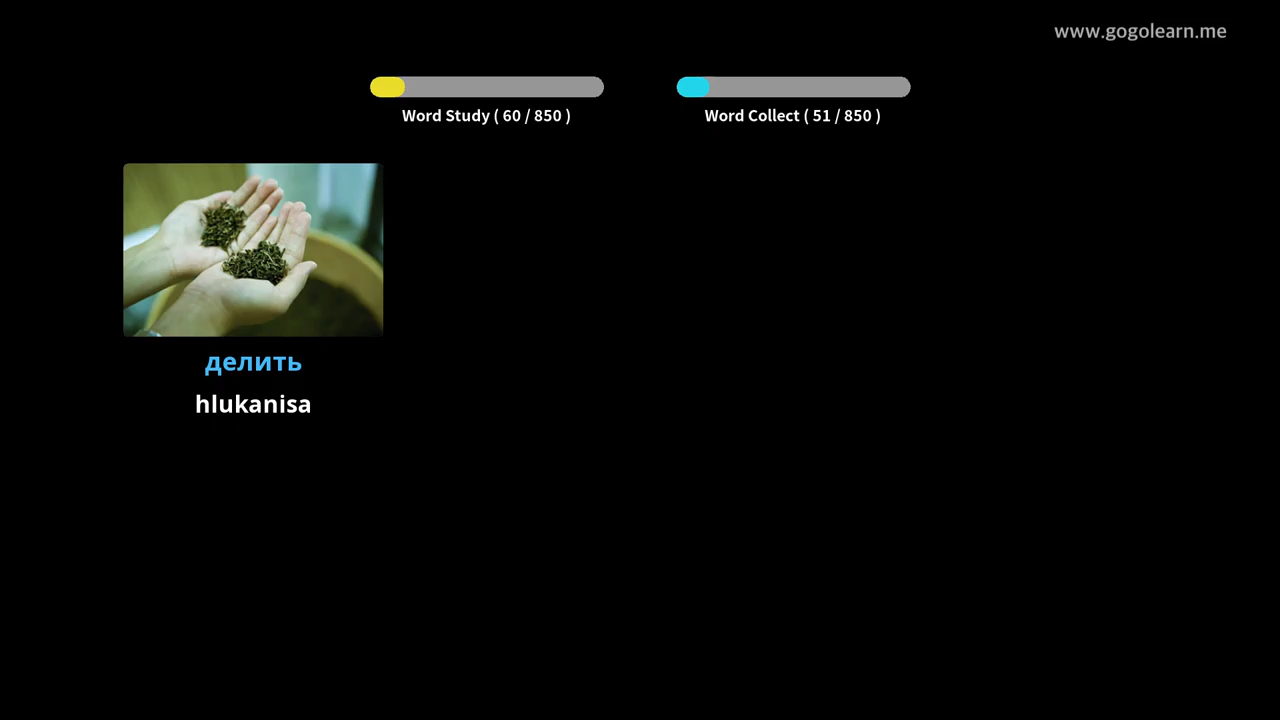 www.gogolearn.me
Word Study ( 60 / 850 )
Word Collect ( 51 / 850 )
делить
hlukanisa